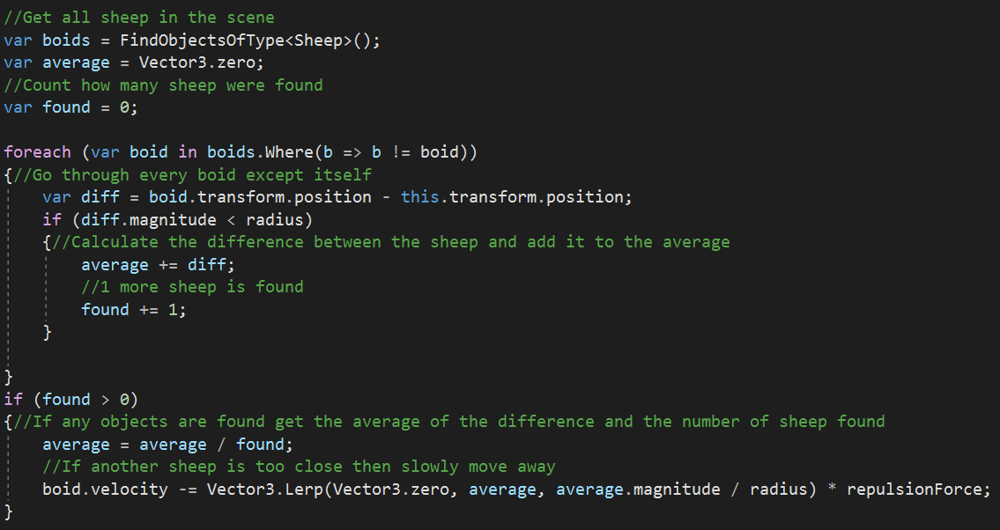 //Get all sheep in the scene
var boids = FindObjectsOfType<Sheep>();
var average = Vector3.zero;
//Count how many sheep were found
var found = 0;

foreach (var boid in boids.Where(b => b != boid))
{//Go through every boid except itself
    var diff = boid.transform.position - this.transform.position;
    if (diff.magnitude < radius)
    {//Calculate the difference between the sheep and add it to the average
        average += diff;
        //1 more sheep is found
        found += 1;
    }

}
if (found > 0)
{//If any objects are found get the average of the difference and the number of sheep found
    average = average / found;
    //If another sheep is too close then slowly move away
    boid.velocity -= Vector3.Lerp(Vector3.zero, average, average.magnitude / radius) * repulsionForce;
}